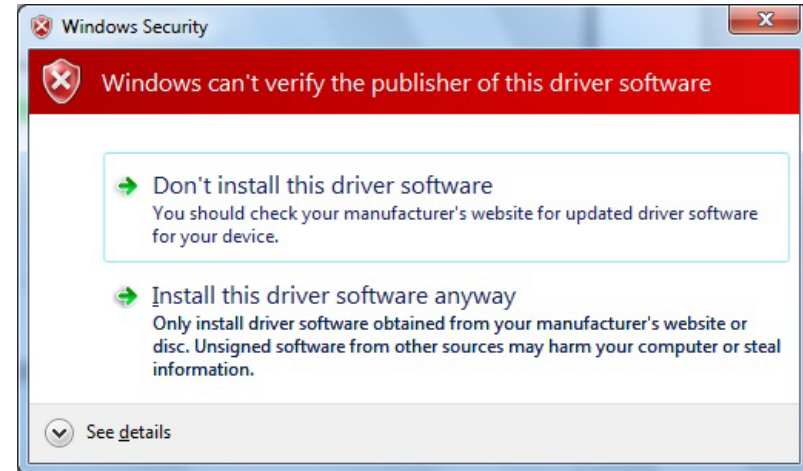 Windows Security
Windows can't verify the publisher of this driver software
Don't install this driver software
You should check your manufacturer's website for updated driver software
for your device.
Install this driver software anyway
Only install driver software obtained from your manufacturer's website or
disc. Unsigned software from other sources may harm your computer or steal
information.
See details